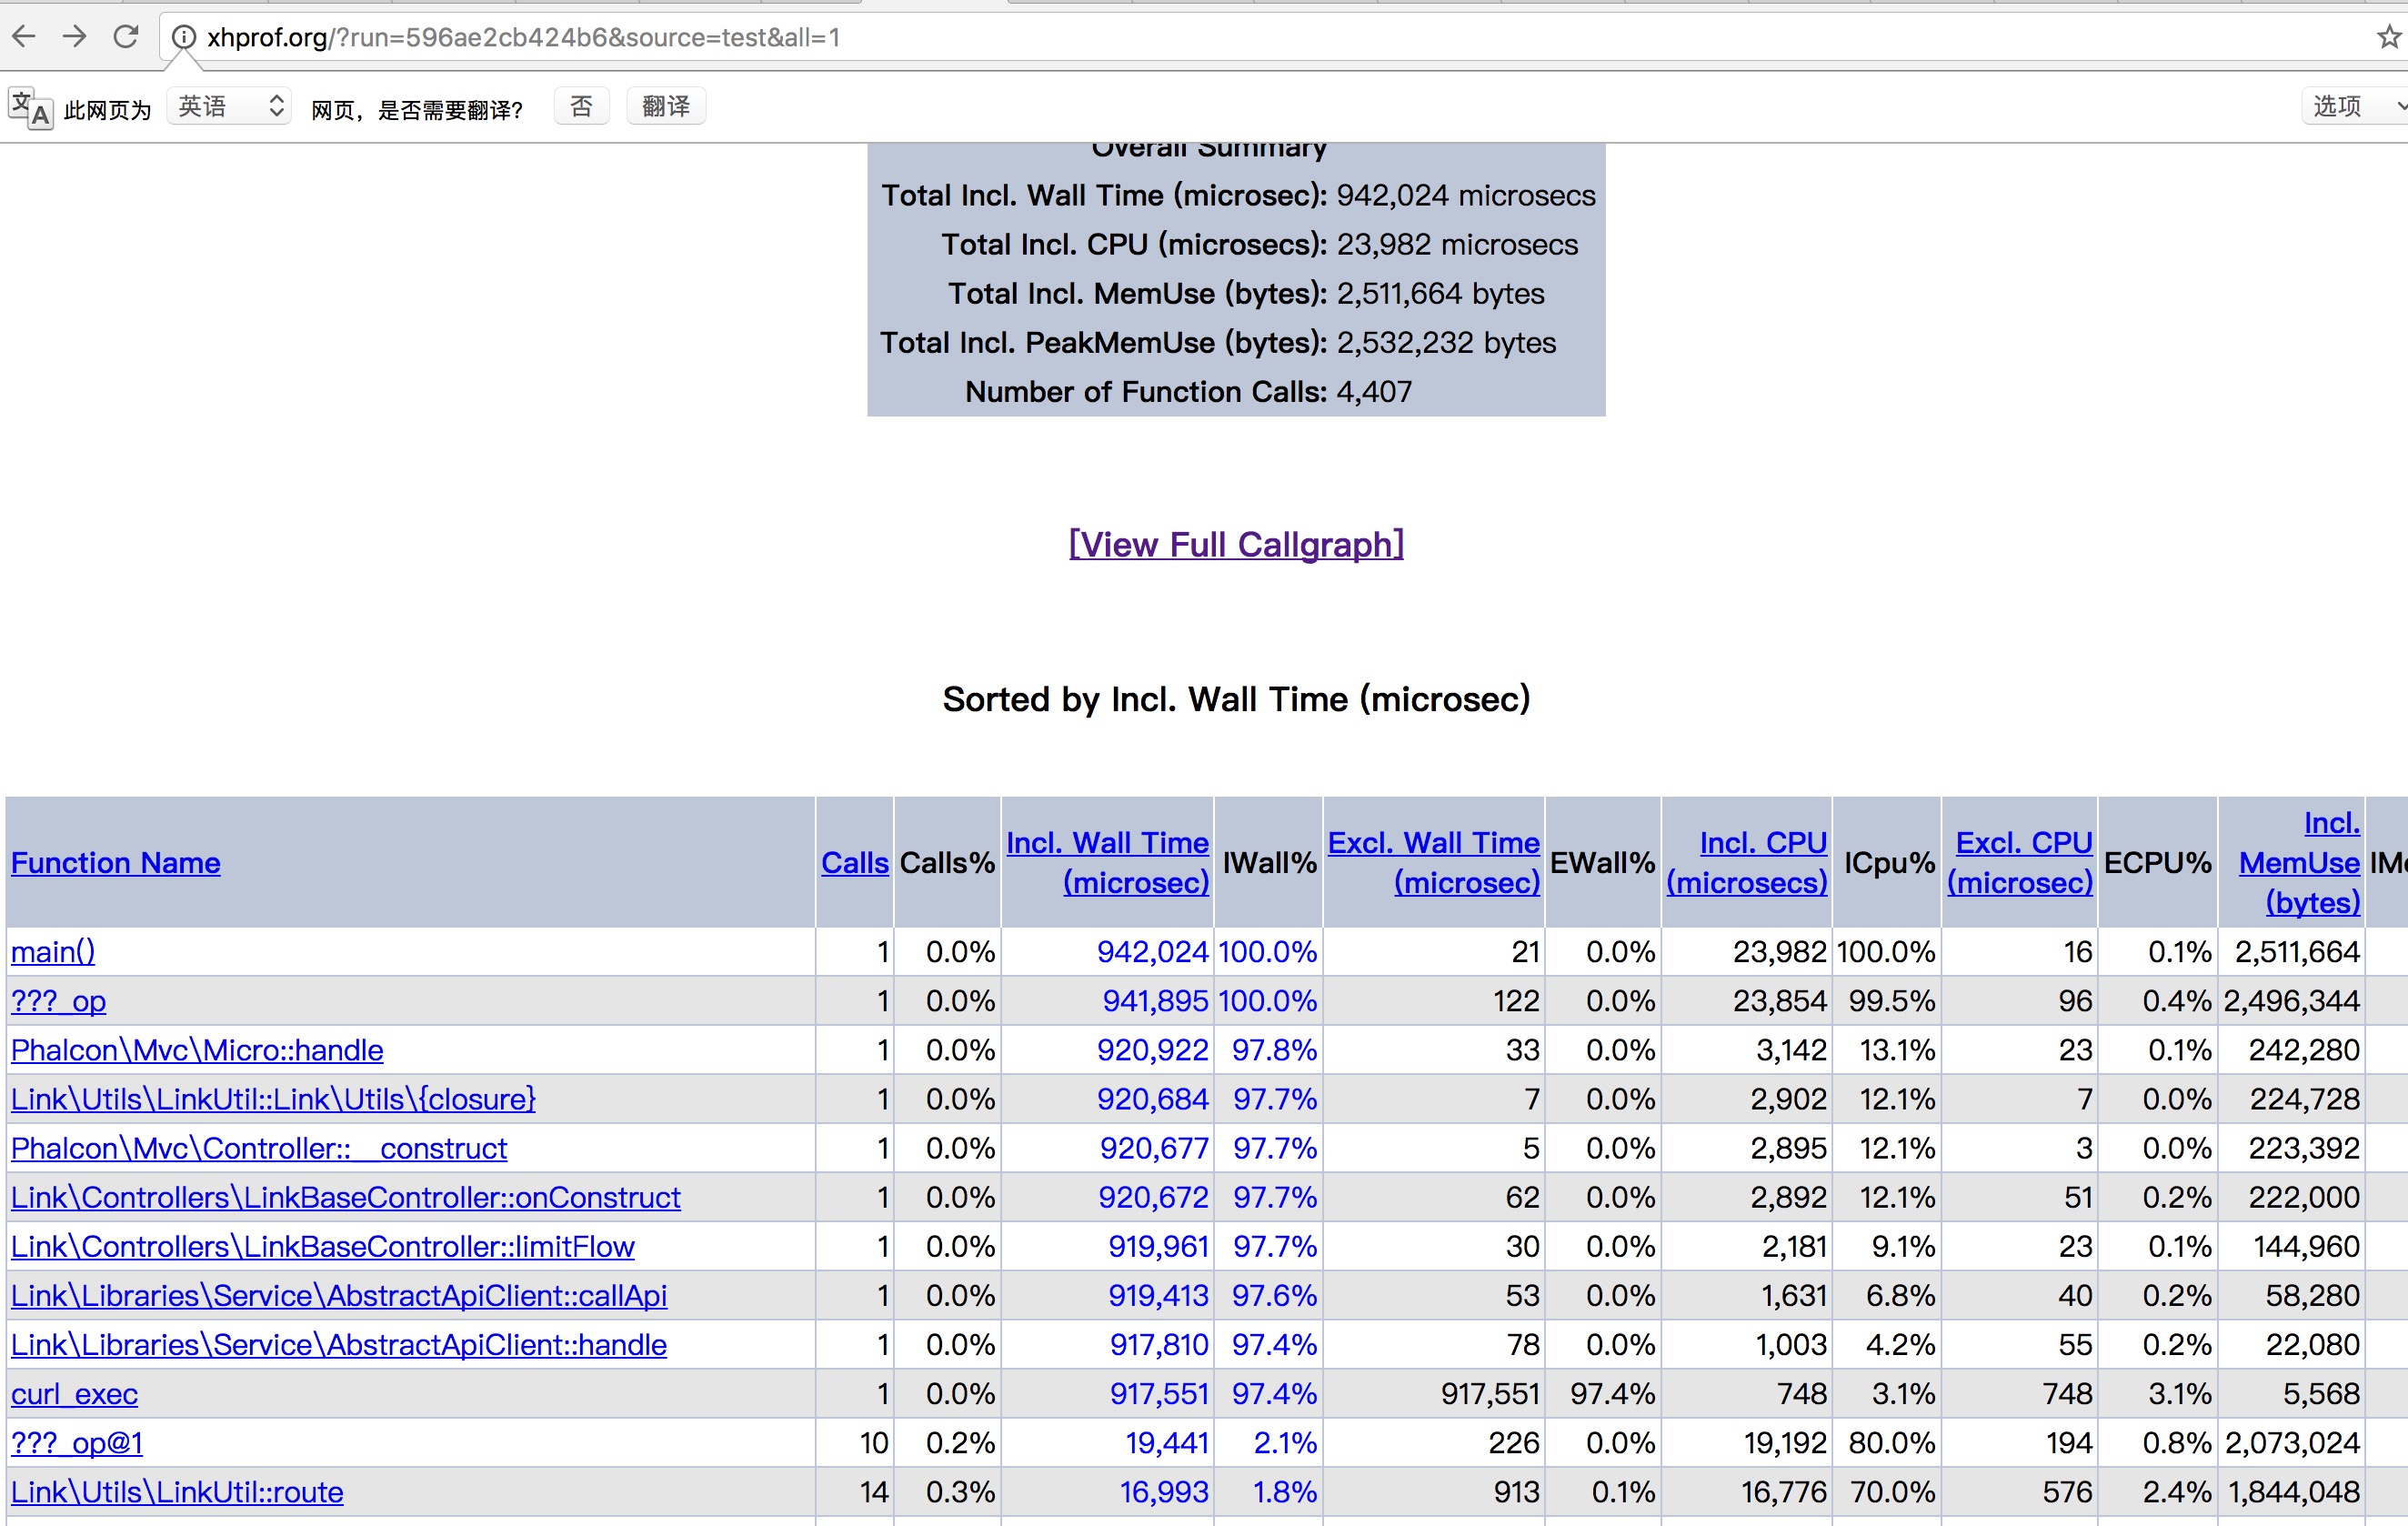 xhprof.org/?run=596ae2cb424b6&source=test&all=1
此网页为 英语 网页，是否需要翻译? 否 翻译 选项
Overall Summary
Total Incl. Wall Time (microsec): 942,024 microsecs
Total Incl. CPU (microsecs): 23,982 microsecs
Total Incl. MemUse (bytes): 2,511,664 bytes
Total Incl. PeakMemUse (bytes): 2,532,232 bytes
Number of Function Calls: 4,407
[View Full Callgraph]
Sorted by Incl. Wall Time (microsec)
Function Name Calls Calls% Incl. Wall Time (microsec) IWall% Excl. Wall Time (microsec) EWall% Incl. CPU (microsecs) ICpu% Excl. CPU (microsec) ECPU% Incl. MemUse (bytes)
main() 1 0.0% 942,024 100.0% 21 0.0% 23,982 100.0% 16 0.1% 2,511,664
???_op 1 0.0% 941,895 100.0% 122 0.0% 23,854 99.5% 96 0.4% 2,496,344
Phalcon\Mvc\Micro::handle 1 0.0% 920,922 97.8% 33 0.0% 3,142 13.1% 23 0.1% 242,280
Link\Utils\LinkUtil::Link\Utils\{closure} 1 0.0% 920,684 97.7% 7 0.0% 2,902 12.1% 7 0.0% 224,728
Phalcon\Mvc\Controller::__construct 1 0.0% 920,677 97.7% 5 0.0% 2,895 12.1% 3 0.0% 223,392
Link\Controllers\LinkBaseController::onConstruct 1 0.0% 920,672 97.7% 62 0.0% 2,892 12.1% 51 0.2% 222,000
Link\Controllers\LinkBaseController::limitFlow 1 0.0% 919,961 97.7% 30 0.0% 2,181 9.1% 23 0.1% 144,960
Link\Libraries\Service\AbstractApiClient::callApi 1 0.0% 919,413 97.6% 53 0.0% 1,631 6.8% 40 0.2% 58,280
Link\Libraries\Service\AbstractApiClient::handle 1 0.0% 917,810 97.4% 78 0.0% 1,003 4.2% 55 0.2% 22,080
curl_exec 1 0.0% 917,551 97.4% 917,551 97.4% 748 3.1% 748 3.1% 5,568
???_op@1 10 0.2% 19,441 2.1% 226 0.0% 19,192 80.0% 194 0.8% 2,073,024
Link\Utils\LinkUtil::route 14 0.3% 16,993 1.8% 913 0.1% 16,776 70.0% 576 2.4% 1,844,048